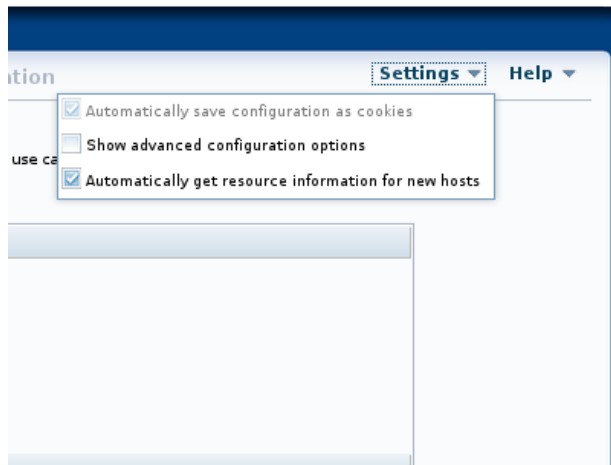 ation
Settings
Help
Automatically save configuration as cookies
Show advanced configuration options
use ca
Automatically get resource information for new hosts